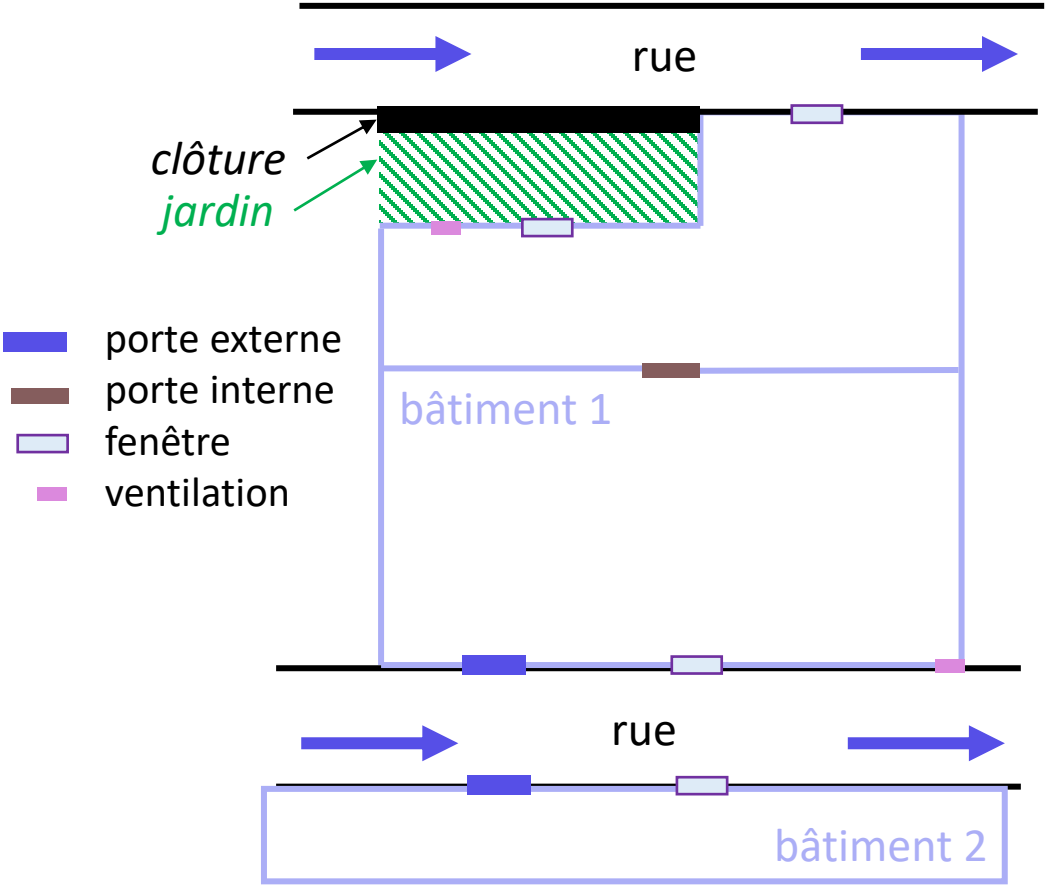 rue
clôture
jardin
porte externe
porte interne
bâtiment 1
fenêtre
ventilation
rue
bâtiment 2